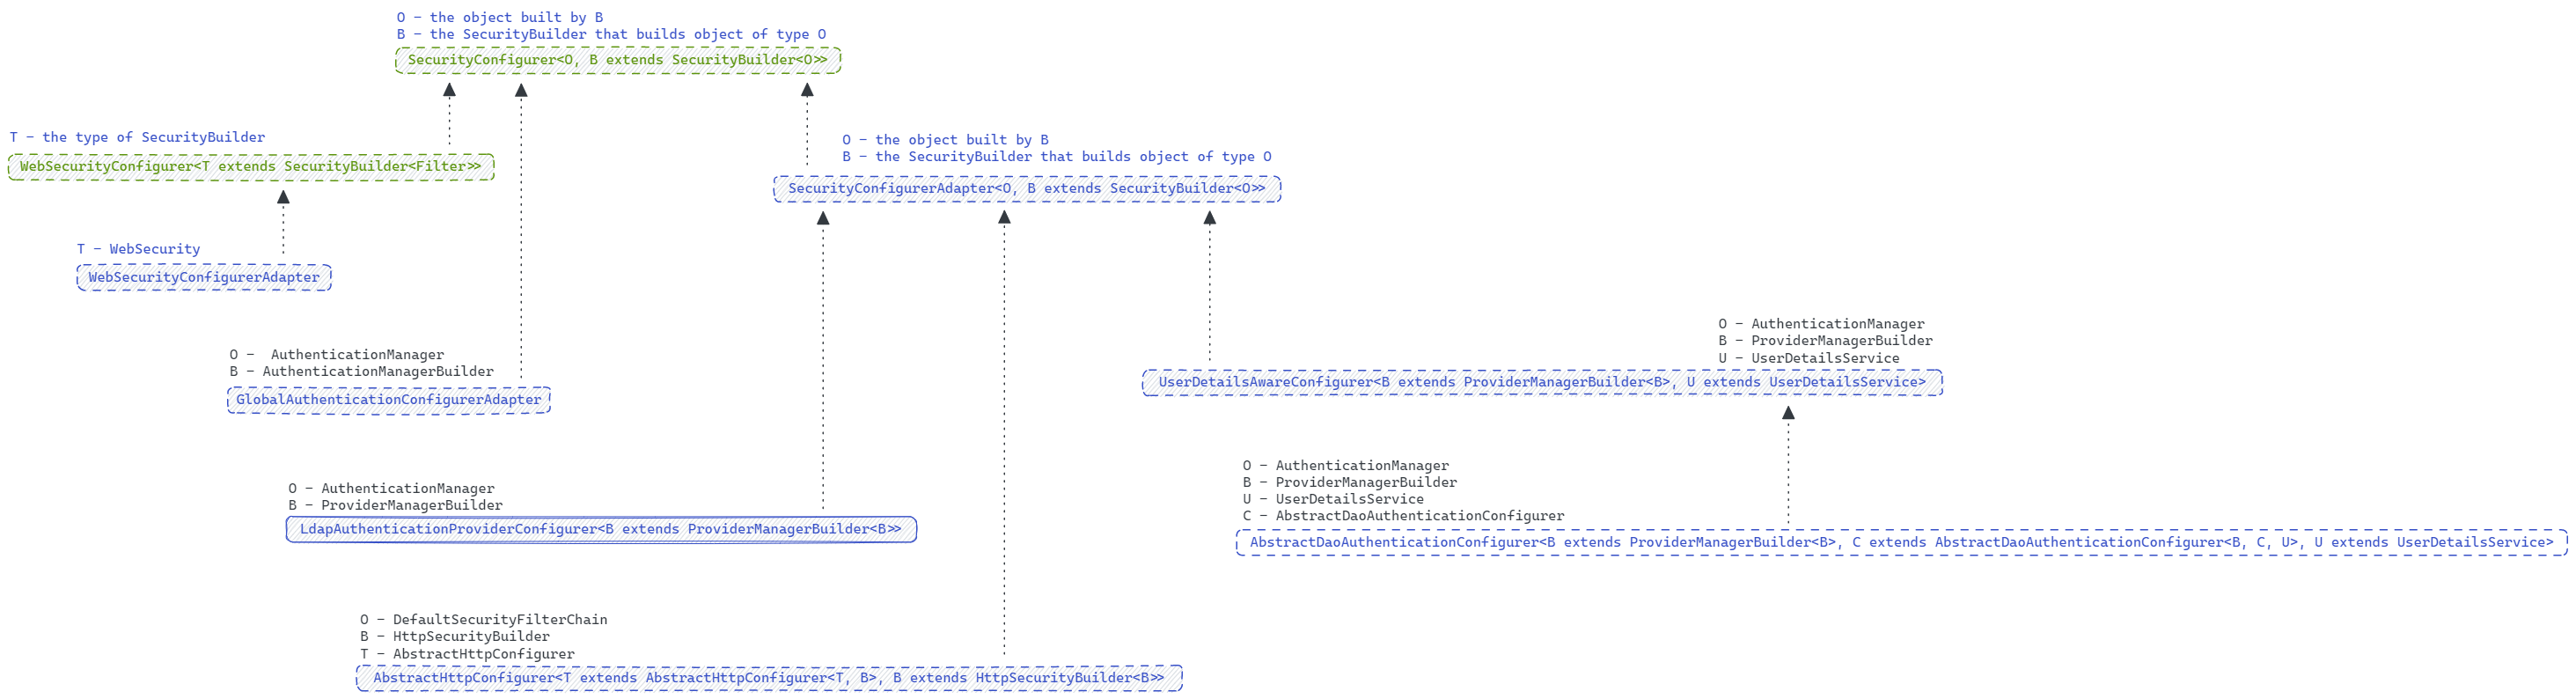 O - the object built by B
B - the SecurityBuilder that builds object of type O
SecurityConfigurer<O, B extends SecurityBuilder<O>>
T - the type of SecurityBuilder
WebSecurityConfigurer<T extends SecurityBuilder<Filter>>
O - the object built by B
B - the SecurityBuilder that builds object of type O
SecurityConfigurerAdapter<O, B extends SecurityBuilder<O>>
T - WebSecurity
WebSecurityConfigurerAdapter
O -  AuthenticationManager
B - AuthenticationManagerBuilder
GlobalAuthenticationConfigurerAdapter
O - AuthenticationManager
B - ProviderManagerBuilder
U - UserDetailsService
UserDetailsAwareConfigurer<B extends ProviderManagerBuilder<B>, U extends UserDetailsService>
O - AuthenticationManager
B - ProviderManagerBuilder
LdapAuthenticationProviderConfigurer<B extends ProviderManagerBuilder<B>>
O - AuthenticationManager
B - ProviderManagerBuilder
U - UserDetailsService
C - AbstractDaoAuthenticationConfigurer
AbstractDaoAuthenticationConfigurer<B extends ProviderManagerBuilder<B>, C extends AbstractDaoAuthenticationConfigurer<B, C, U>, U extends UserDetailsService>
O - DefaultSecurityFilterChain
B - HttpSecurityBuilder
T - AbstractHttpConfigurer
AbstractHttpConfigurer<T extends AbstractHttpConfigurer<T, B>, B extends HttpSecurityBuilder<B>>